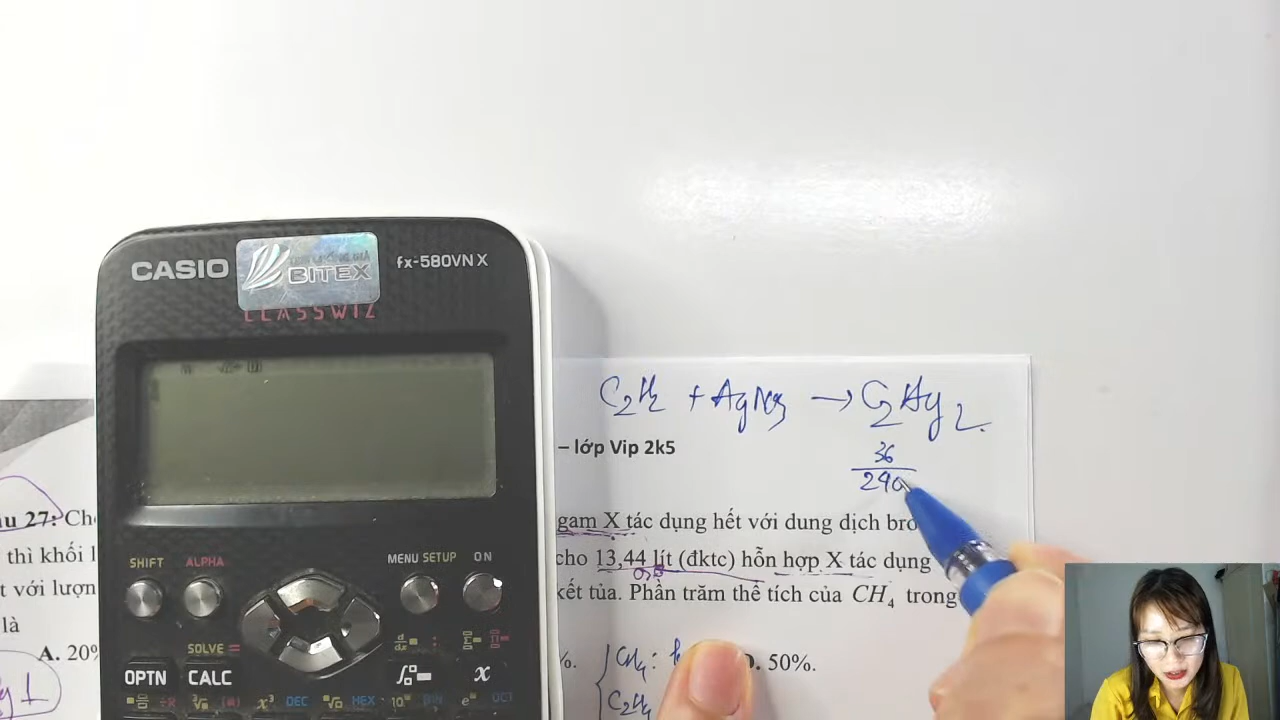 CASIO
BITEX
fx-580VN X
CLASSWIZ
C2H2 + AgNO3 → C2Ag2.
36
240
– lớp Vip 2k5
27: Ch
gam X tác dụng hết với dung dịch bro
thì khối l
cho 13,44 lít (đktc) hỗn hợp X tác dụng
0,6
t với lượn
kết tủa. Phần trăm thể tích của CH4 trong
là
A. 20%
%.
CH4 :
D. 50%.
C2H4
SHIFT
ALPHA
MENU
SETUP
ON
SOLVE =
OPTN
CALC
x